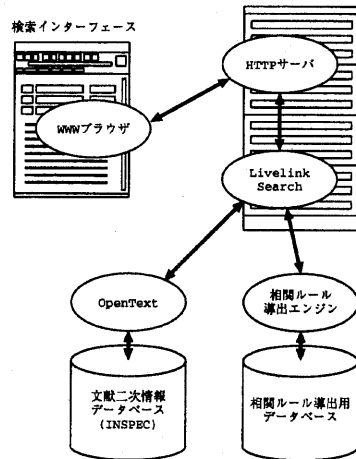 検索インターフェース
HTTPサーバ
WWWブラウザ
Livelink
Search
OpenText
相関ルール
導出エンジン
文献二次情報
データベース
(INSPEC)
相関ルール導出用
データベース